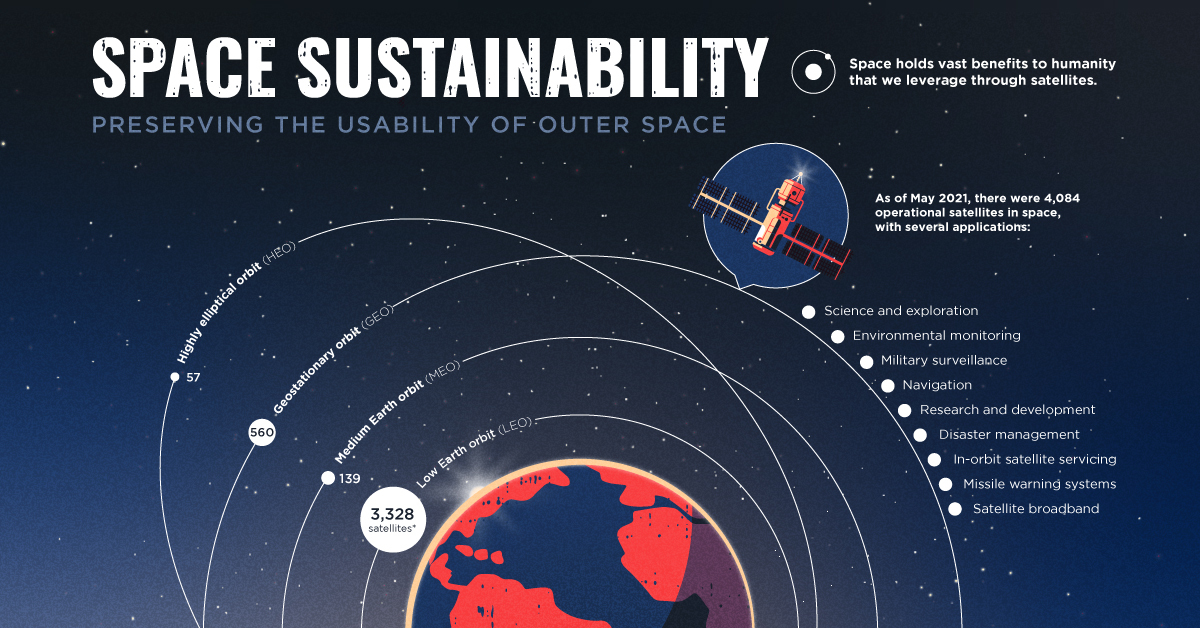 SPACE SUSTAINABILITY
PRESERVING THE USABILITY OF OUTER SPACE
Space holds vast benefits to humanity
that we leverage through satellites.
As of May 2021, there were 4,084
operational satellites in space,
with several applications:
Highly elliptical orbit (HEO)
57
Geostationary orbit (GEO)
560
Medium Earth orbit (MEO)
139
Low Earth orbit (LEO)
3,328
satellites*
Science and exploration
Environmental monitoring
Military surveillance
Navigation
Research and development
Disaster management
In-orbit satellite servicing
Missile warning systems
Satellite broadband